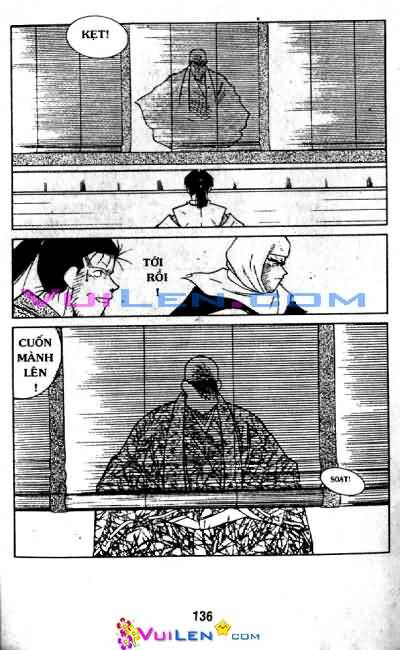 KẸT!
TỚI
RỒI
!
VUILEN.COM
CUỐN
MÀNH
LÊN
!
SOẠT!
136
VUILEN.COM